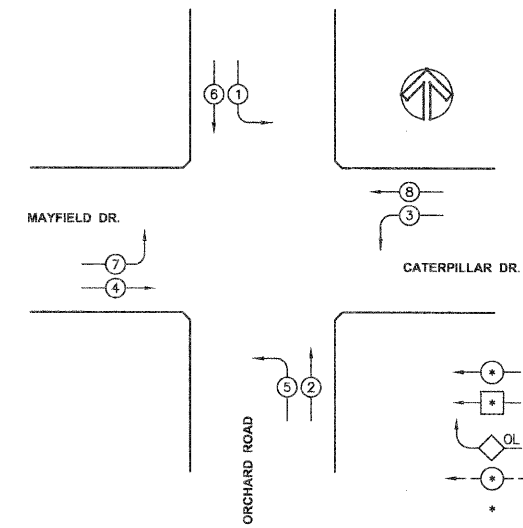 6 1
8
MAYFIELD DR.
3
7
CATERPILLAR DR.
4
*
5 2
*
OL
ORCHARD ROAD
*
*